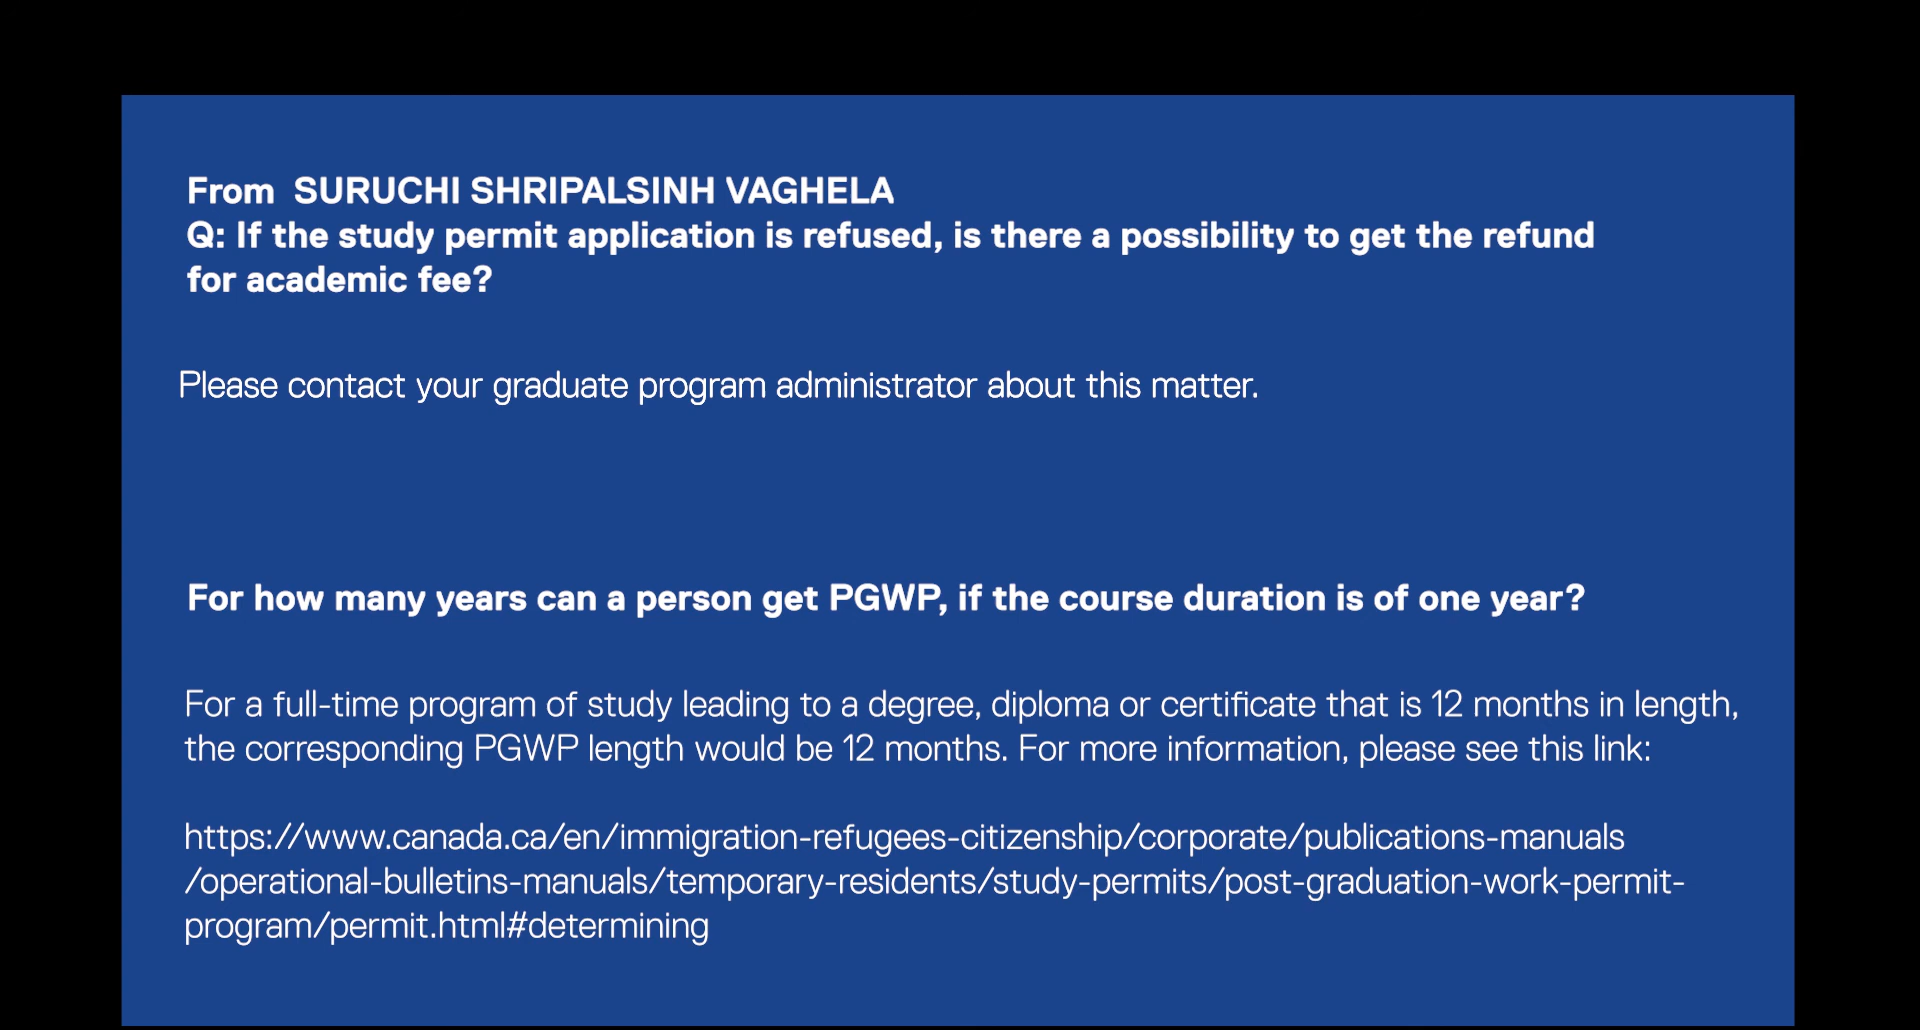 From  SURUCHI SHRIPALSINH VAGHELA
Q: If the study permit application is refused, is there a possibility to get the refund
for academic fee?
Please contact your graduate program administrator about this matter.
For how many years can a person get PGWP, if the course duration is of one year?
For a full-time program of study leading to a degree, diploma or certificate that is 12 months in length,
the corresponding PGWP length would be 12 months. For more information, please see this link:
https://www.canada.ca/en/immigration-refugees-citizenship/corporate/publications-manuals
/operational-bulletins-manuals/temporary-residents/study-permits/post-graduation-work-permit-
program/permit.html#determining